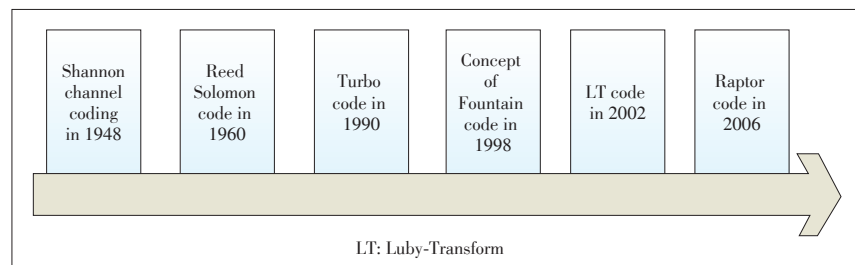 Shannon
channel
coding
in 1948
Reed
Solomon
code in
1960
Turbo
code in
1990
Concept
of
Fountain
code in
1998
LT code
in 2002
Raptor
code in
2006
LT: Luby-Transform